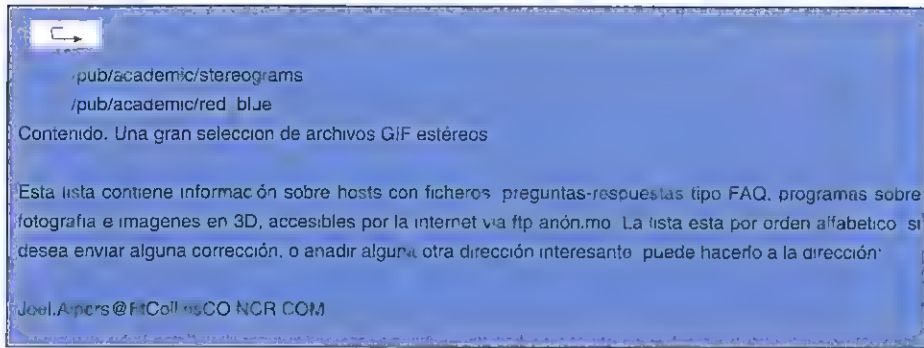 /pub/academic/stereograms
/pub/academic/red_blue
Contenido. Una gran seleccion de archivos GIF estéreos
Esta lista contiene información sobre hosts con ficheros preguntas-respuestas tipo FAQ, programas sobre
fotografia e imagenes en 3D, accesibles por la internet via ftp anónimo La lista esta por orden alfabetico si
desea enviar alguna corrección, o anadir alguna otra dirección interesante puede hacerlo a la dirección: